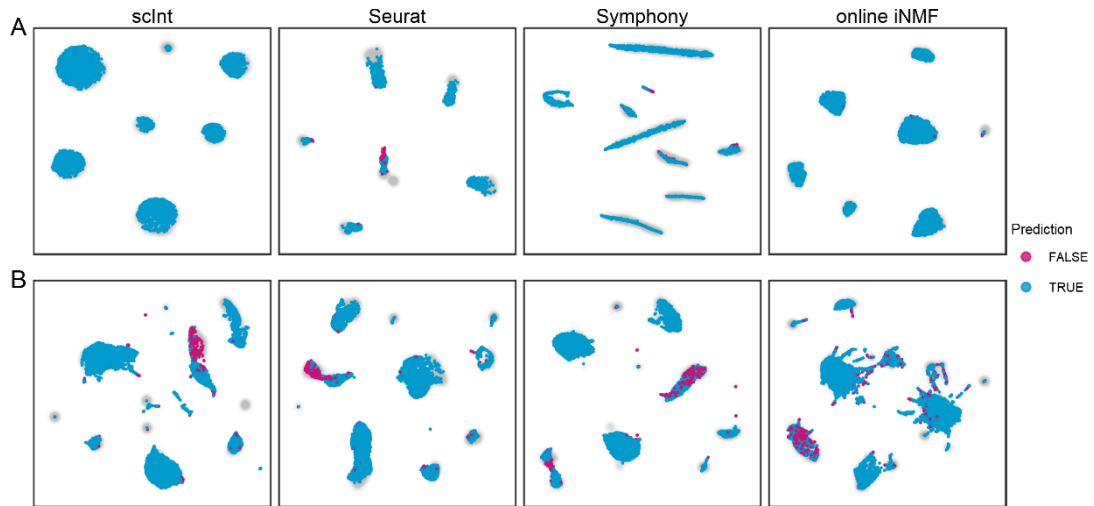 A
scInt
Seurat
Symphony
online iNMF
Prediction
FALSE
TRUE
B